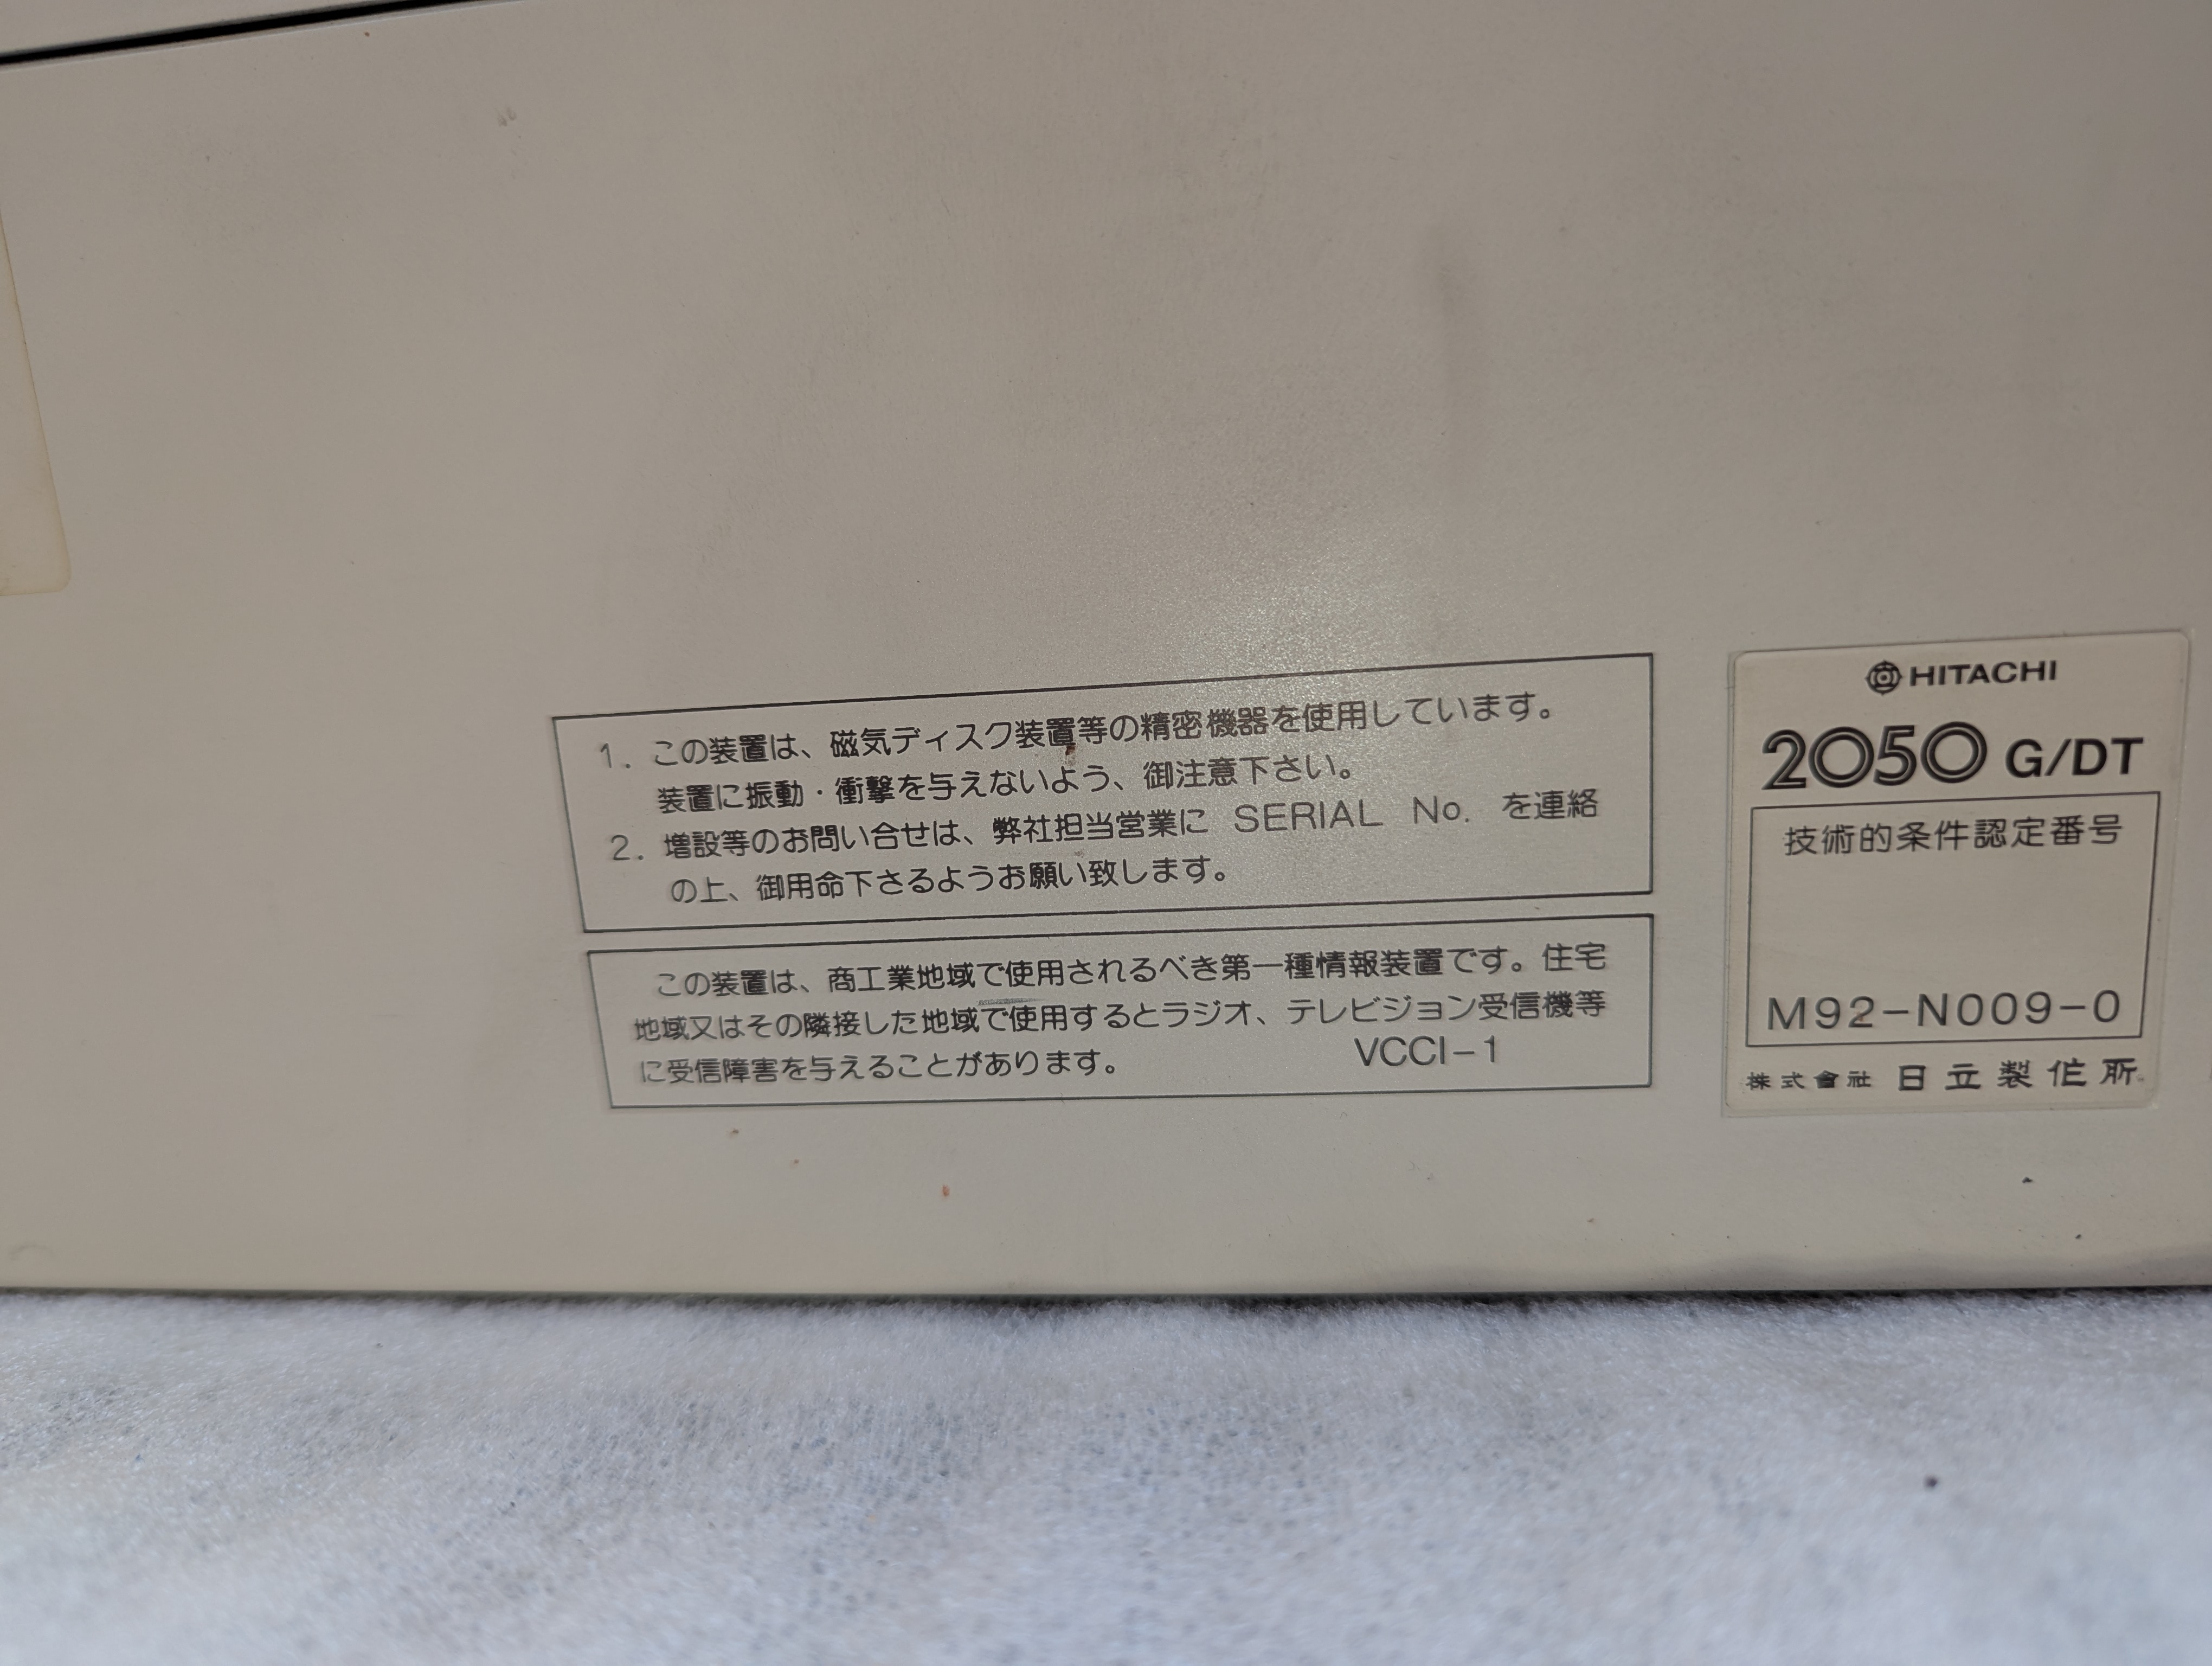 1. この装置は、磁気ディスク装置等の精密機器を使用しています。
装置に振動・衝撃を与えないよう、御注意下さい。
2. 増設等のお問い合せは、弊社担当営業に SERIAL No. を連絡
の上、御用命下さるようお願い致します。
この装置は、商工業地域で使用されるべき第一種情報装置です。住宅
地域又はその隣接した地域で使用するとラジオ、テレビジョン受信機等
に受信障害を与えることがあります。 VCCI-1
HITACHI
2050 G/DT
技術的条件認定番号
M92-N009-0
株式會社 日立製作所